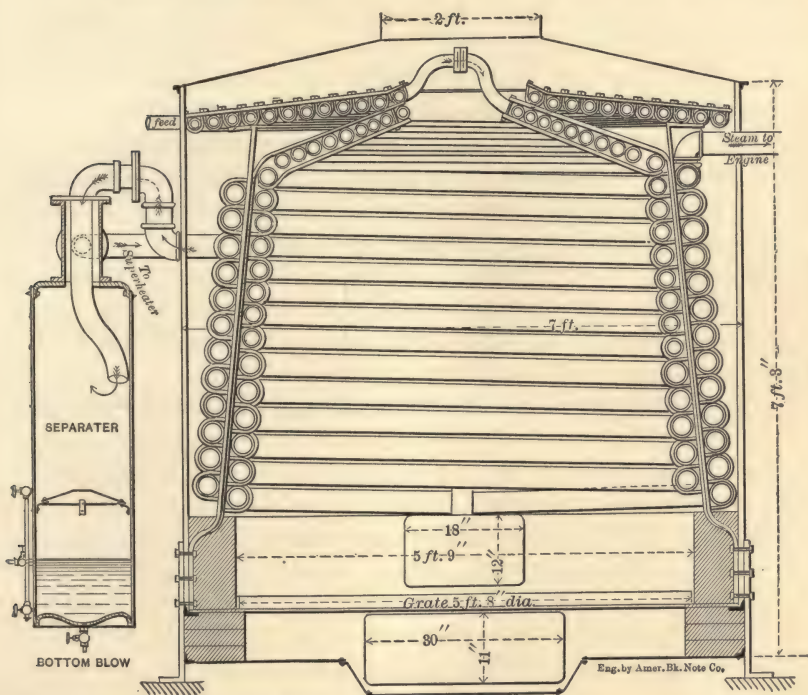 2 ft.
feed
Steam to
Engine
To
Superheater
7 ft.
7 ft. 3"
SEPARATER
18"
12"
5 ft. 9"
Grate 5 ft. 8" dia.
30"
11"
BOTTOM BLOW
Eng. by Amer. Bk. Note Co.